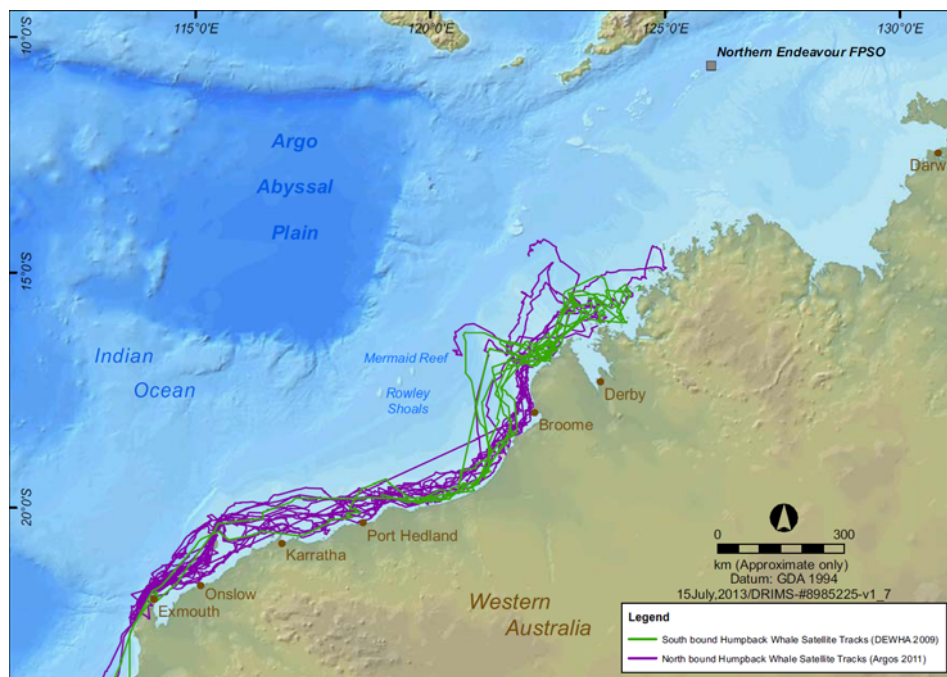 115°0'E
120°0'E
125°0'E
130°0'E
10°0'S
Northern Endeavour FPSO
Argo
Abyssal
Plain
Darw
15°0'S
Indian
Ocean
Mermaid Reef
Rowley
Shoals
Derby
Broome
20°0'S
Port Hedland
Karratha
Onslow
Exmouth
Western
Australia
0 300
km (Approximate only)
Datum: GDA 1994
15July,2013/DRIMS-#8985225-v1_7
Legend
South bound Humpback Whale Satellite Tracks (DEWHA 2009)
North bound Humpback Whale Satellite Tracks (Argos 2011)